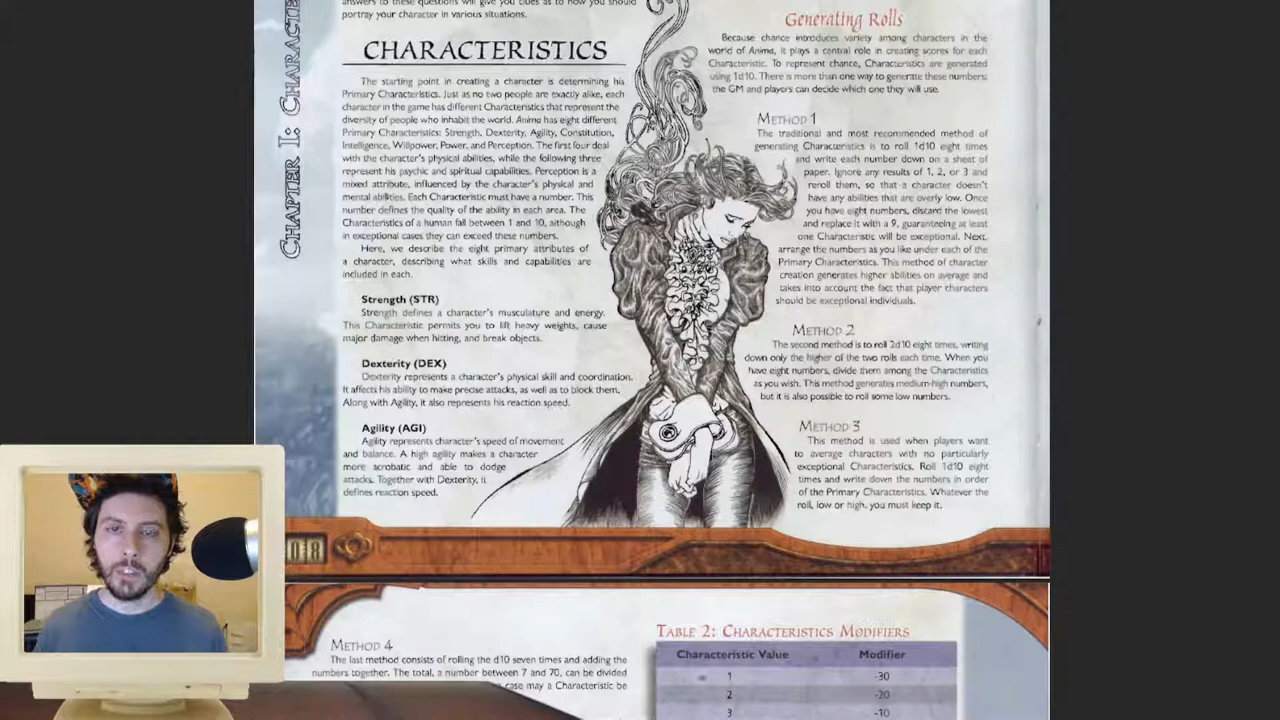 answers to these questions will give you clues as to how you should
portray your character in various situations.
CHAPTER I: CHARACTE
CHARACTERISTICS
The starting point in creating a character is determining his
Primary Characteristics. Just as no two people are exactly alike, each
character in the game has different Characteristics that represent the
diversity of people who inhabit the world. Anima has eight different
Primary Characteristics: Strength, Dexterity, Agility, Constitution,
Intelligence, Willpower, Power, and Perception. The first four deal
with the character's physical abilities, while the following three
represent his psychic and spiritual capabilities. Perception is a
mixed attribute, influenced by the character's physical and
mental abilities. Each Characteristic must have a number. This
number defines the quality of the ability in each area. The
Characteristics of a human fall between 1 and 10, although
in exceptional cases they can exceed these numbers.
Here, we describe the eight primary attributes of
a character, describing what skills and capabilities are
included in each.
Strength (STR)
Strength defines a character's musculature and energy.
This Characteristic permits you to lift heavy weights, cause
major damage when hitting, and break objects.
Dexterity (DEX)
Dexterity represents a character's physical skill and coordination.
It affects his ability to make precise attacks, as well as to block them.
Along with Agility, it also represents his reaction speed.
Agility (AGI)
Agility represents character's speed of movement
and balance. A high agility makes a character
more acrobatic and able to dodge
attacks. Together with Dexterity, it
defines reaction speed.
Generating Rolls
Because chance introduces variety among characters in the
world of Anima, it plays a central role in creating scores for each
Characteristic. To represent chance, Characteristics are generated
using 1d10. There is more than one way to generate these numbers;
the GM and players can decide which one they will use.
METHOD 1
The traditional and most recommended method of
generating Characteristics is to roll 1d10 eight times
and write each number down on a sheet of
paper. Ignore any results of 1, 2, or 3 and
reroll them, so that a character doesn't
have any abilities that are overly low. Once
you have eight numbers, discard the lowest
and replace it with a 9, guaranteeing at least
one Characteristic will be exceptional. Next,
arrange the numbers as you like under each of the
Primary Characteristics. This method of character
creation generates higher abilities on average and
takes into account the fact that player characters
should be exceptional individuals.
METHOD 2
The second method is to roll 2d10 eight times, writing
down only the higher of the two rolls each time. When you
have eight numbers, divide them among the Characteristics
as you wish. This method generates medium-high numbers,
but it is also possible to roll some low numbers.
METHOD 3
This method is used when players want
to average characters with no particularly
exceptional Characteristics. Roll 1d10 eight
times and write down the numbers in order
of the Primary Characteristics. Whatever the
roll, low or high, you must keep it.
018
METHOD 4
The last method consists of rolling the d10 seven times and adding the
numbers together. The total, a number between 7 and 70, can be divided
case may a Characteristic be
TABLE 2: CHARACTERISTICS MODIFIERS
Characteristic Value Modifier
1 -30
2 -20
3 -10